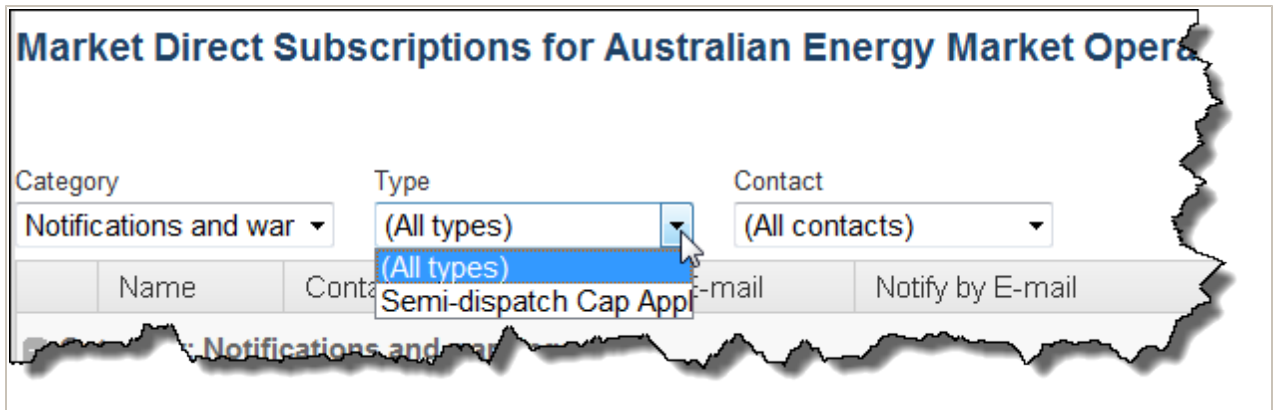 Market Direct Subscriptions for Australian Energy Market Opera
Category Type Contact
Notifications and war (All types) (All contacts)
(All types)
Name Conta -mail Notify by E-mail
Semi-dispatch Cap Appl
Notifications and